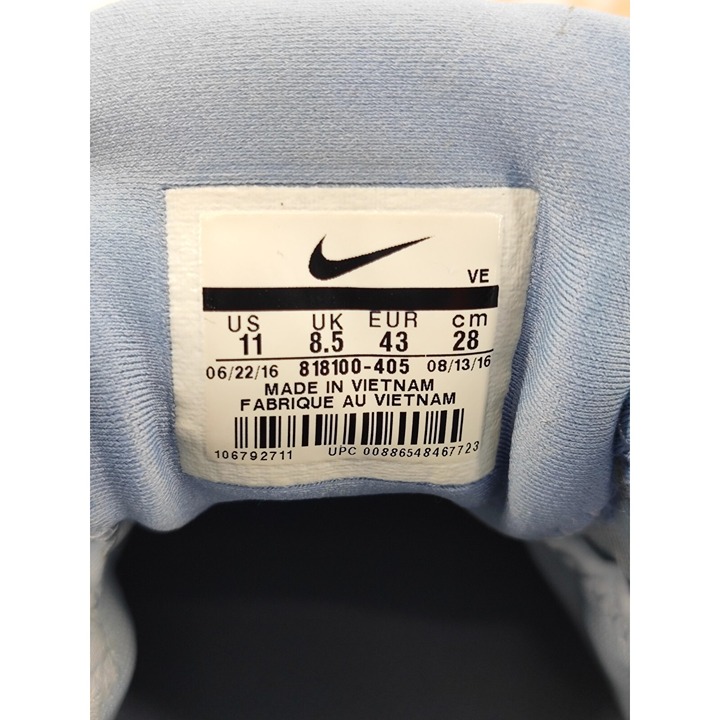 VE
US UK EUR cm
11 8.5 43 28
06/22/16 818100-405 08/13/16
MADE IN VIETNAM
FABRIQUE AU VIETNAM
106792711 UPC 00886548467723